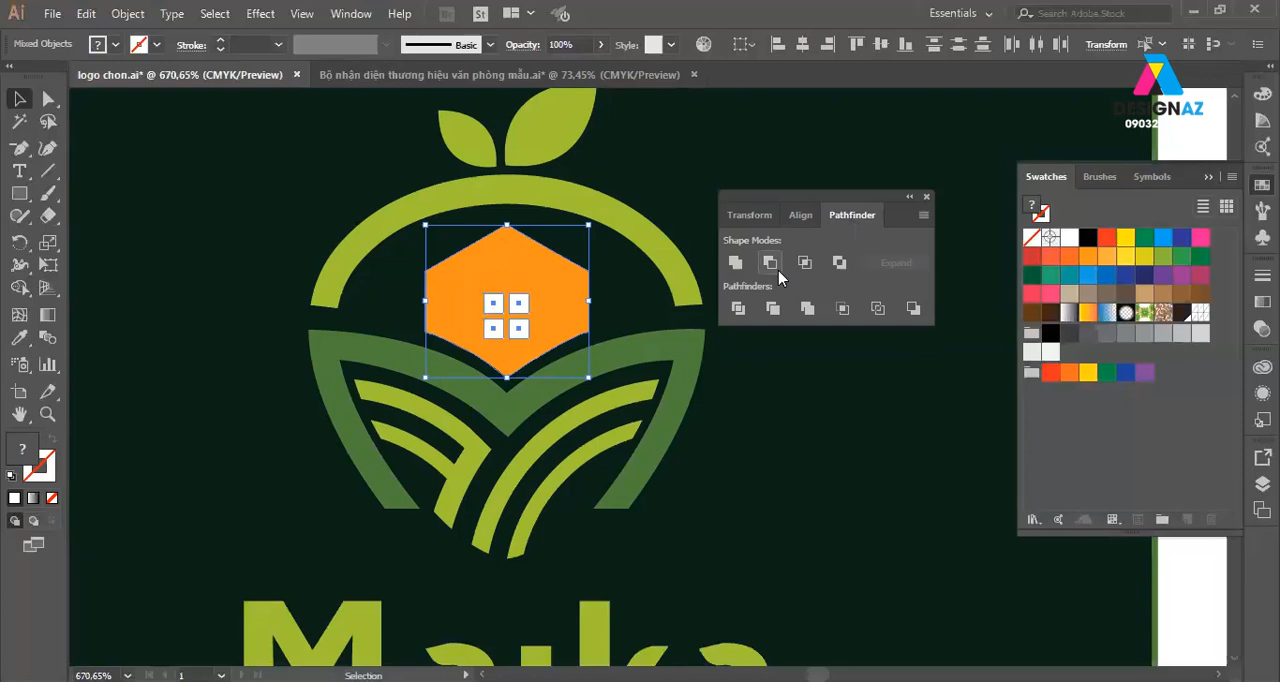 Ai File Edit Object Type Select Effect View Window Help Br St Essentials Search Adobe Stock
Mixed Objects ? Stroke: Basic Opacity: 100% Style: Transform
logo chon.ai* @ 670,65% (CMYK/Preview) × Bộ nhận diện thương hiệu văn phòng mẫu.ai* @ 73,45% (CMYK/Preview) ×
DESIGNAZ
09032
Transform Align Pathfinder
Shape Modes:
Expand
Pathfinders:
Swatches Brushes Symbols
?
?
Maika
670,65% 1 Selection